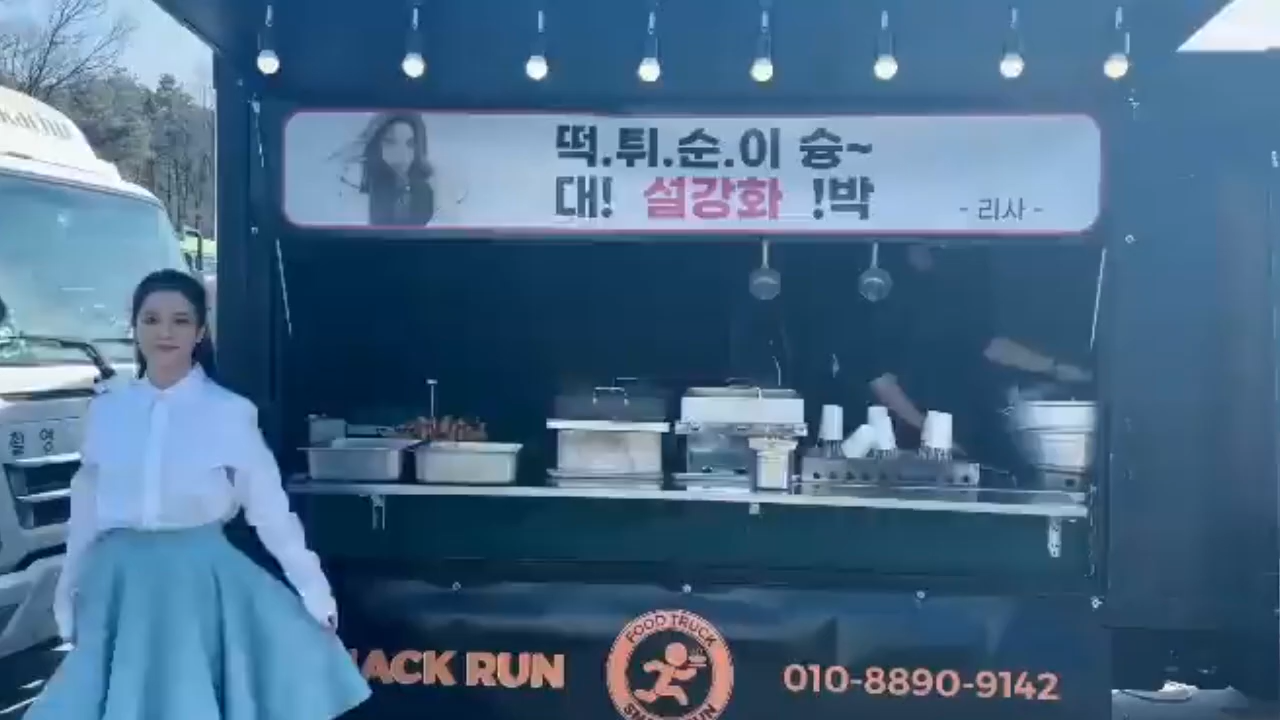 떡.튀.순.이 슝~
대! 설강화 !박
- 리사 -
촬 영
ACK RUN
FOOD TRUCK
010-8890-9142